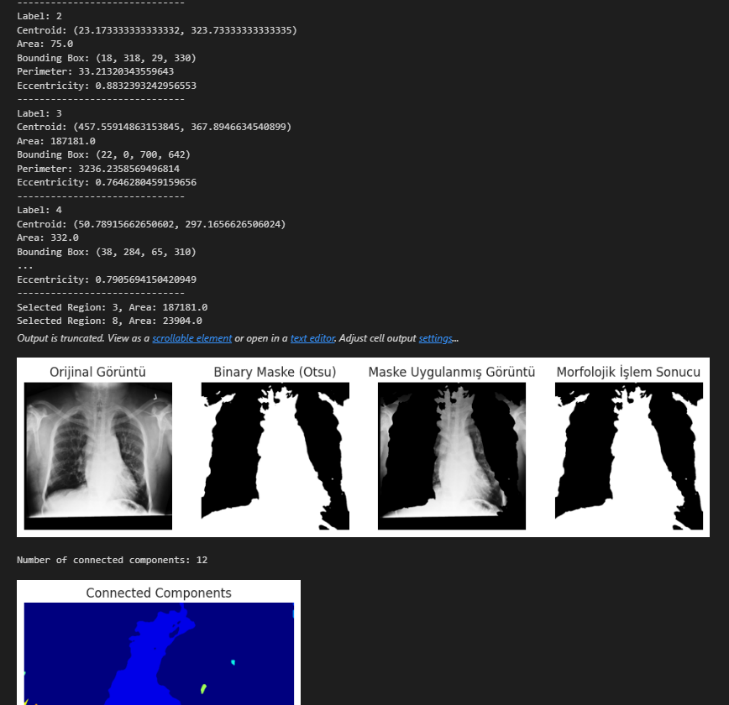 ------------------------------
Label: 2
Centroid: (23.173333333333332, 323.73333333333335)
Area: 75.0
Bounding Box: (18, 318, 29, 330)
Perimeter: 33.21320343559643
Eccentricity: 0.8832393242956553
------------------------------
Label: 3
Centroid: (457.55914863153845, 367.8946634540899)
Area: 187181.0
Bounding Box: (22, 0, 700, 642)
Perimeter: 3236.2358569496814
Eccentricity: 0.7646280459159656
------------------------------
Label: 4
Centroid: (50.78915662650602, 297.1656626506024)
Area: 332.0
Bounding Box: (38, 284, 65, 310)
...
Eccentricity: 0.7905694150420949
------------------------------
Selected Region: 3, Area: 187181.0
Selected Region: 8, Area: 23904.0
Output is truncated. View as a scrollable element or open in a text editor. Adjust cell output settings...
Orijinal Görüntü
Binary Maske (Otsu)
Maske Uygulanmış Görüntü
Morfolojik İşlem Sonucu
Number of connected components: 12
Connected Components